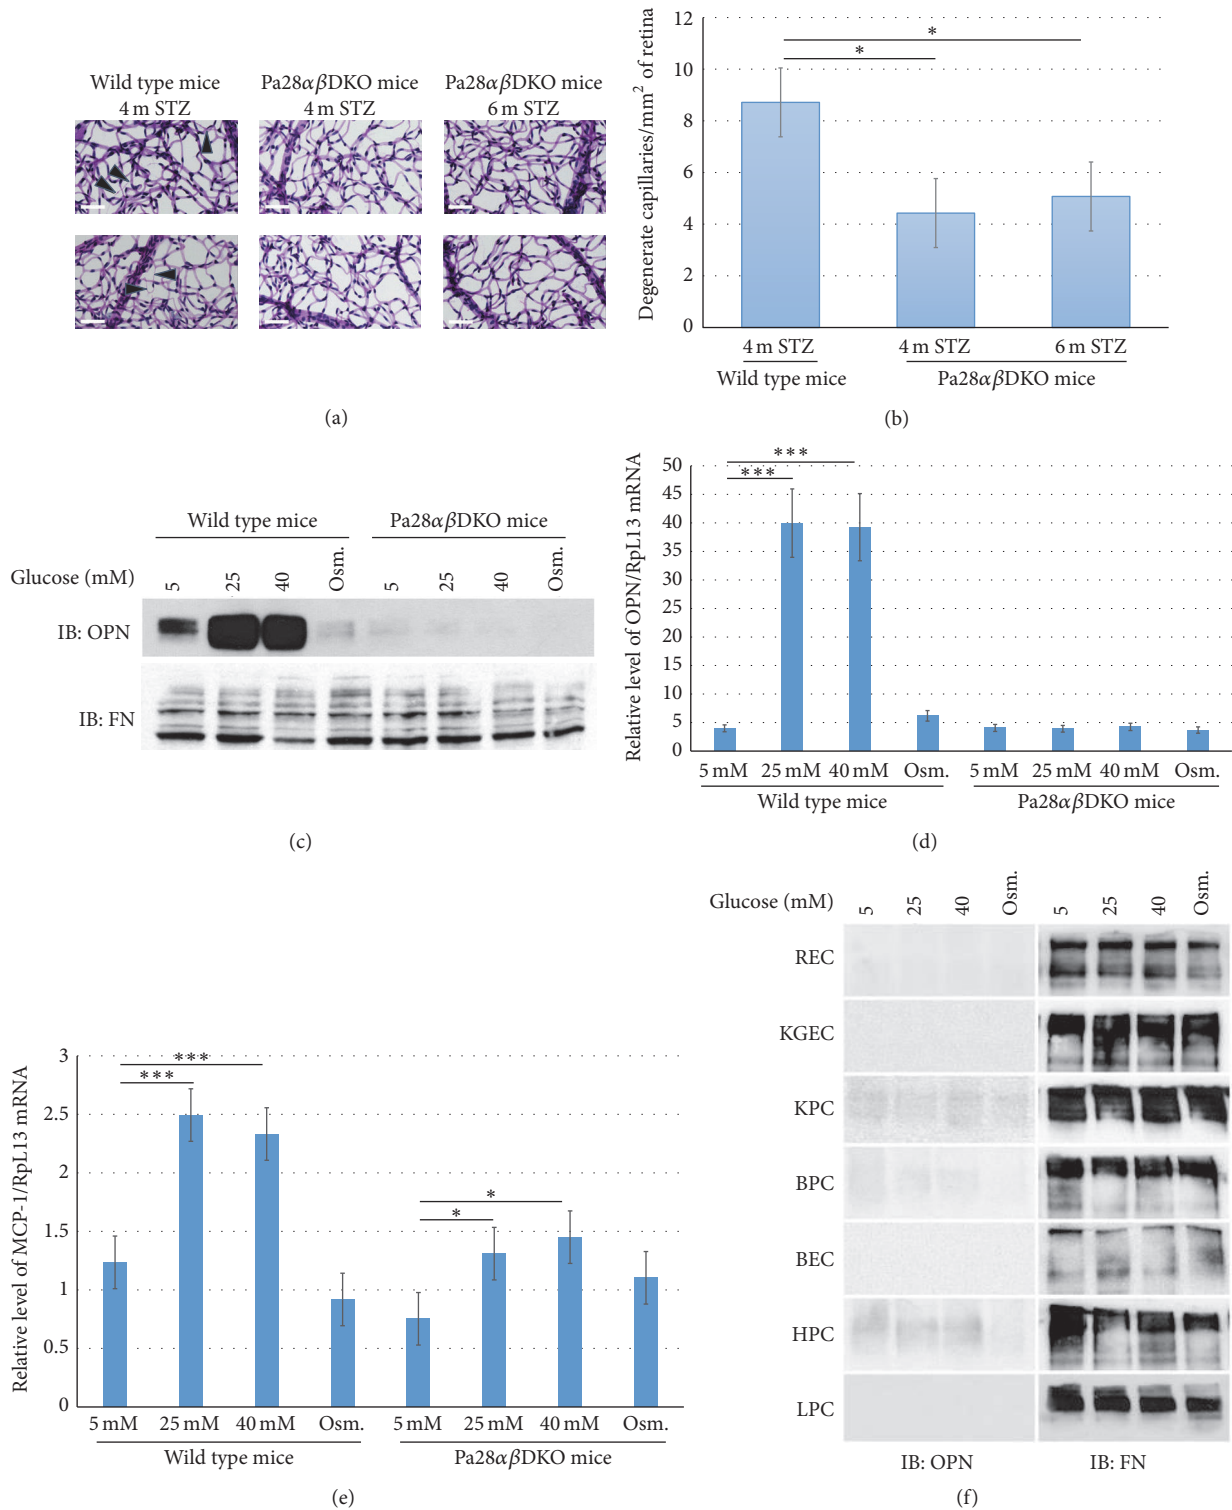 Wild type mice
4 m STZ
Pa28αβDKO mice
4 m STZ
Pa28αβDKO mice
6 m STZ
(a)
Degenerate capillaries/mm² of retina
12
10
8
6
4
2
0
*
*
4 m STZ
4 m STZ
6 m STZ
Wild type mice
Pa28αβDKO mice
(b)
Wild type mice
Pa28αβDKO mice
Glucose (mM)
5
25
40
Osm.
5
25
40
Osm.
IB: OPN
IB: FN
(c)
Relative level of OPN/RpL13 mRNA
50
45
40
35
30
25
20
15
10
5
0
***
***
5 mM
25 mM
40 mM
Osm.
5 mM
25 mM
40 mM
Osm.
Wild type mice
Pa28αβDKO mice
(d)
Relative level of MCP-1/RpL13 mRNA
3
2.5
2
1.5
1
0.5
0
***
***
*
*
5 mM
25 mM
40 mM
Osm.
5 mM
25 mM
40 mM
Osm.
Wild type mice
Pa28αβDKO mice
(e)
Glucose (mM)
5
25
40
Osm.
5
25
40
Osm.
REC
KGEC
KPC
BPC
BEC
HPC
LPC
IB: OPN
IB: FN
(f)